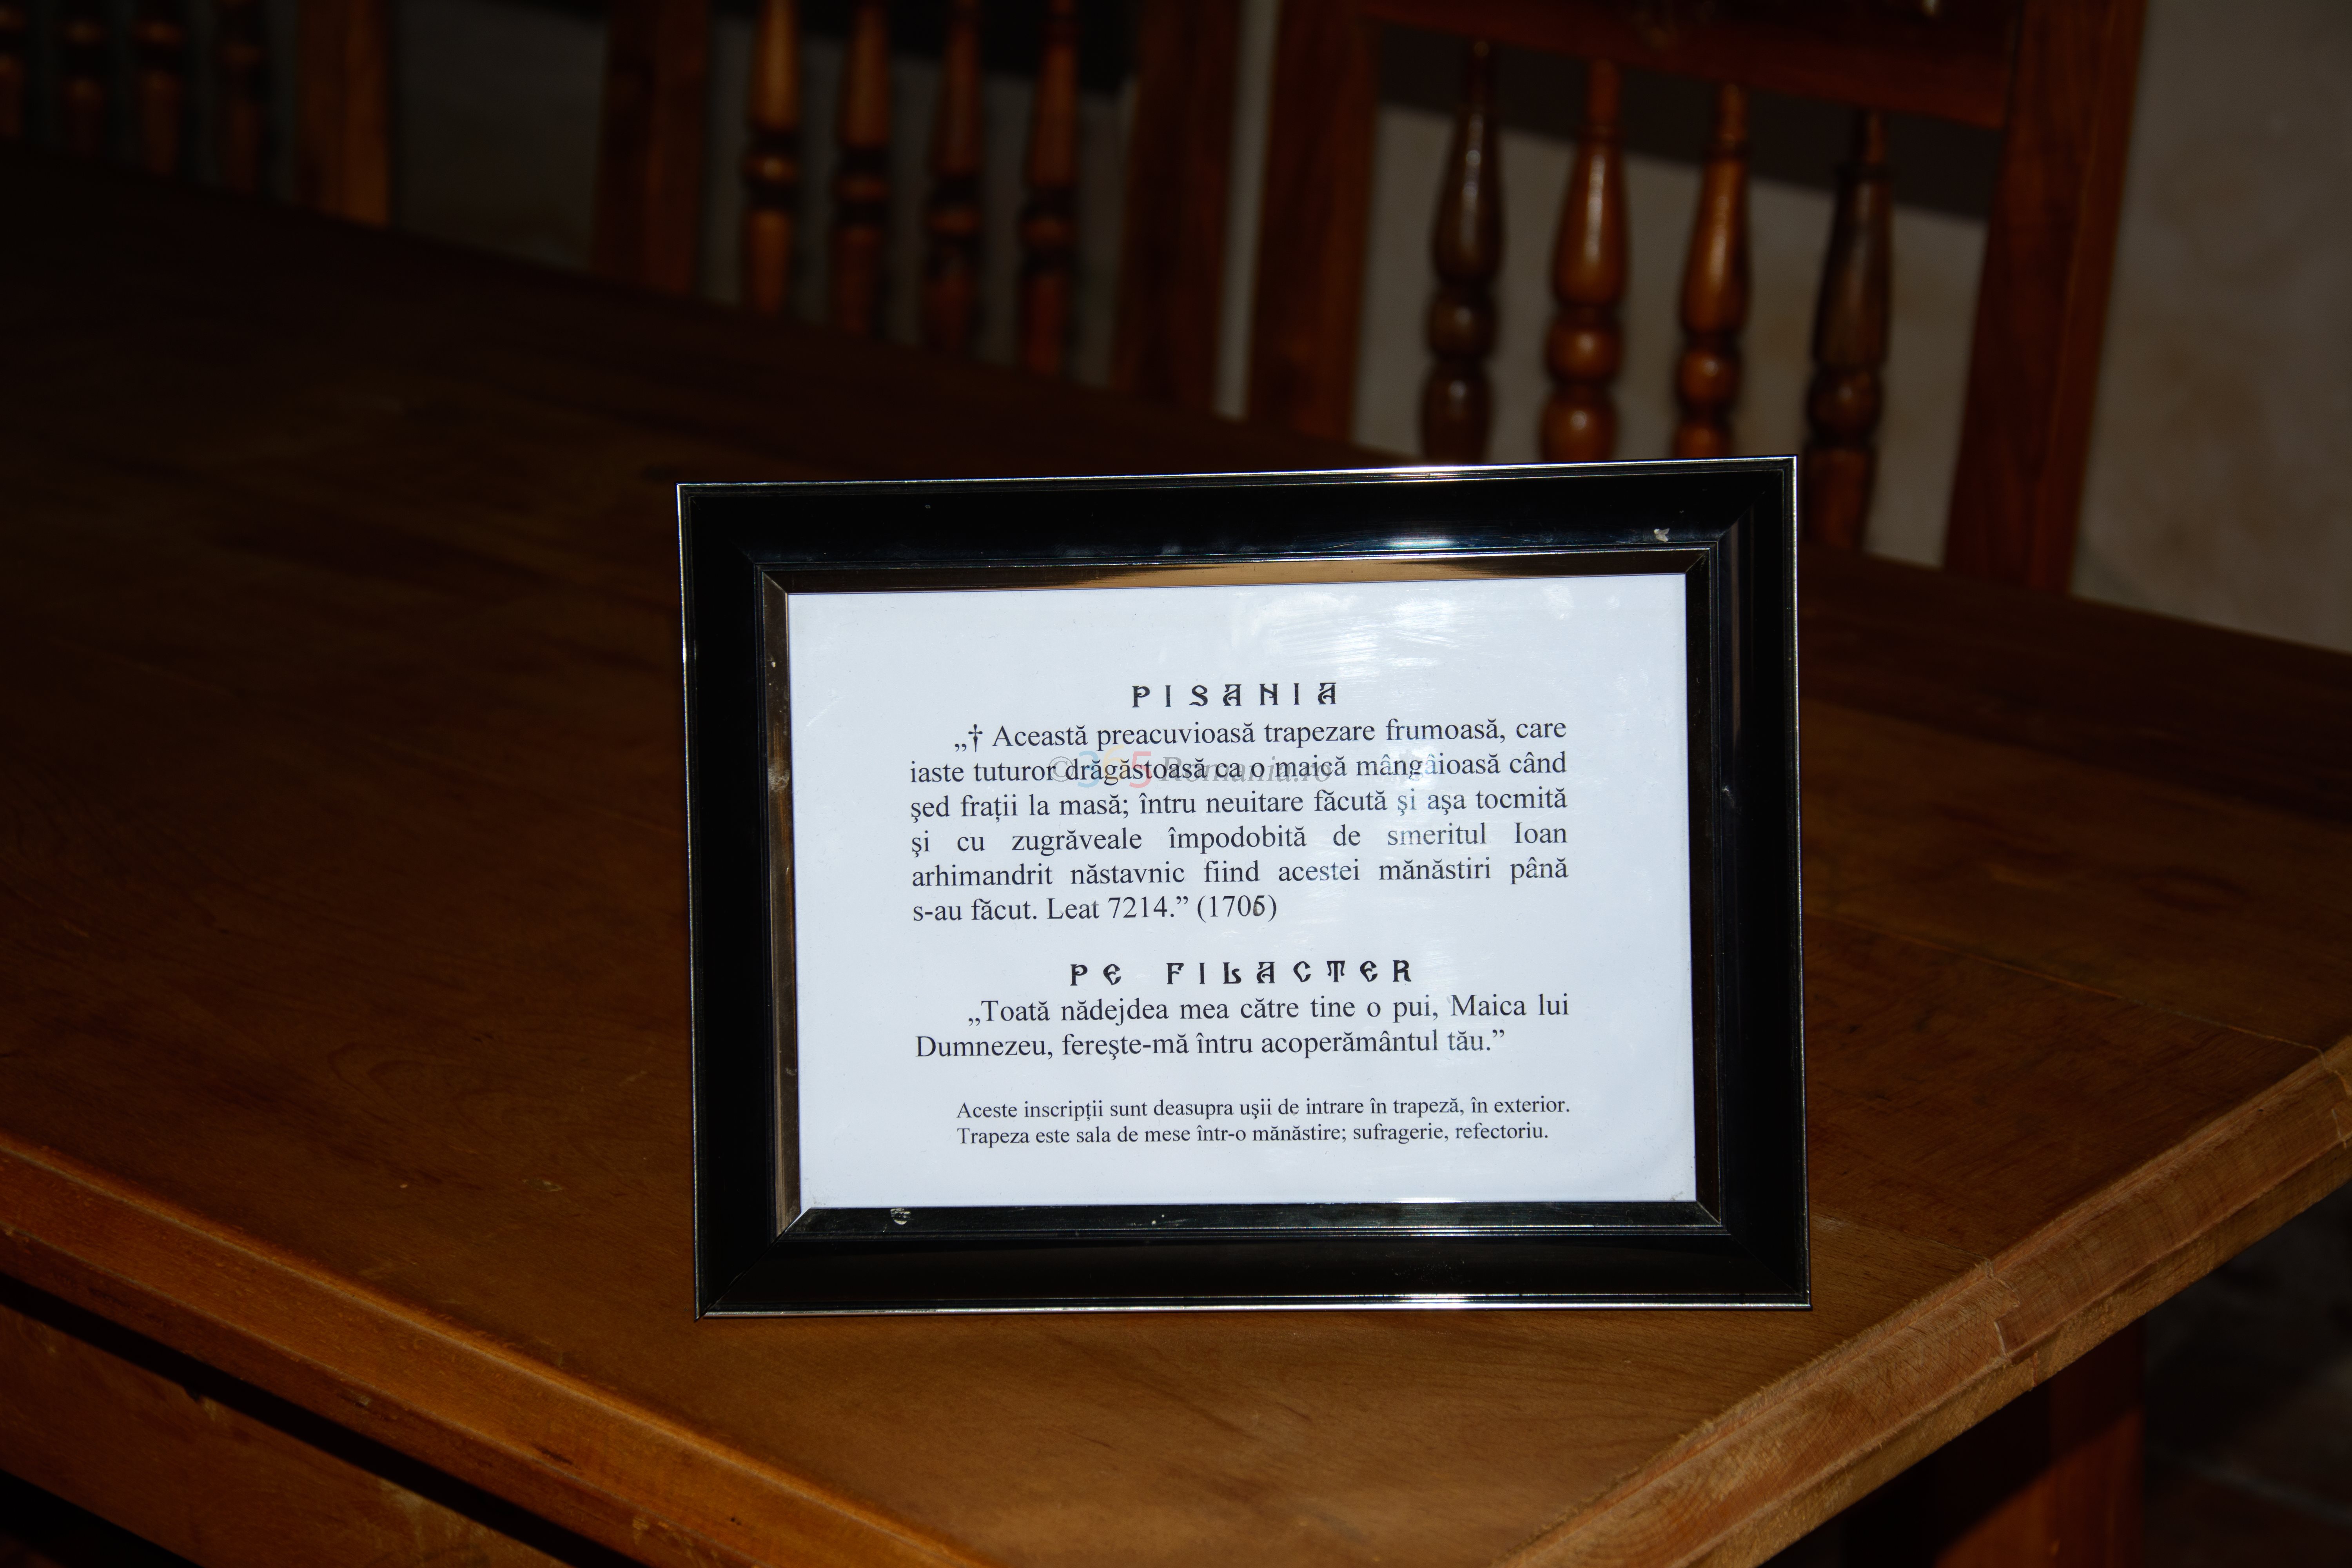 PISANIA
„† Această preacuvioasă trapezare frumoasă, care
iaste tuturor drăgăstoasă ca o maică mângâioasă când
şed fraţii la masă; întru neuitare făcută şi aşa tocmită
şi cu zugrăveale împodobită de smeritul Ioan
arhimandrit năstavnic fiind acestei mănăstiri până
s-au făcut. Leat 7214.” (1706)
PE FILACTER
„Toată nădejdea mea către tine o pui, Maica lui
Dumnezeu, fereşte-mă întru acoperământul tău.”
Aceste inscripţii sunt deasupra uşii de intrare în trapeză, în exterior.
Trapeza este sala de mese într-o mănăstire; sufragerie, refectoriu.
©365Romania.ro